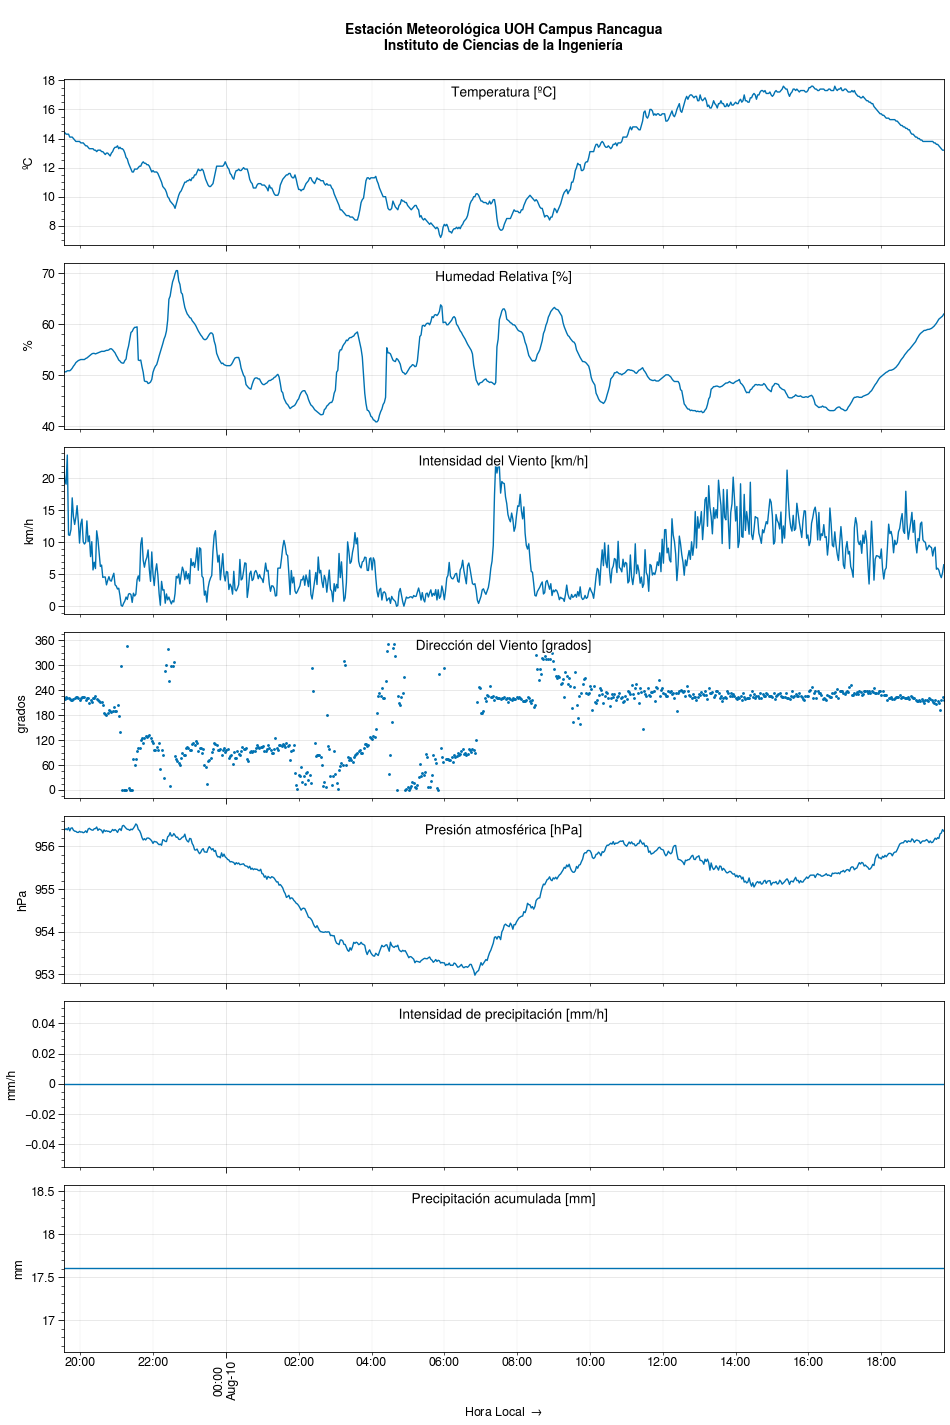 Estación Meteorológica UOH Campus Rancagua
Instituto de Ciencias de la Ingeniería
Temperatura [ºC]
ºC
18
16
14
12
10
8
Humedad Relativa [%]
%
70
60
50
40
Intensidad del Viento [km/h]
km/h
20
15
10
5
0
Dirección del Viento [grados]
grados
360
300
240
180
120
60
0
Presión atmosférica [hPa]
hPa
956
955
954
953
Intensidad de precipitación [mm/h]
mm/h
0.04
0.02
0
−0.02
−0.04
Precipitación acumulada [mm]
mm
18.5
18
17.5
17
20:00 22:00 00:00 02:00 04:00 06:00 08:00 10:00 12:00 14:00 16:00 18:00
Aug-10
Hora Local →